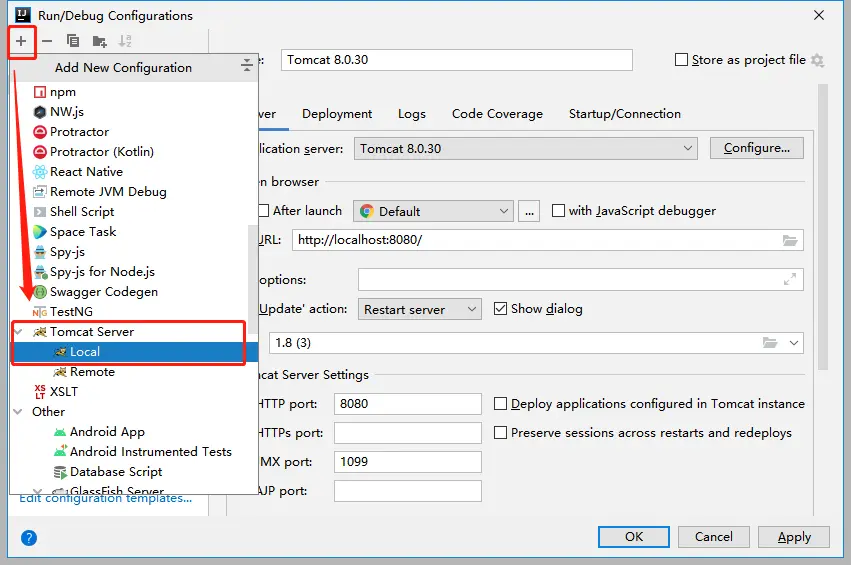 Run/Debug Configurations
Add New Configuration
npm
NW.js
Protractor
Protractor (Kotlin)
React Native
Remote JVM Debug
Shell Script
Space Task
Spy-js
Spy-js for Node.js
Swagger Codegen
TestNG
Tomcat Server
Local
Remote
XSLT
Other
Android App
Android Instrumented Tests
Database Script
GlassFish Server
Edit configuration templates...
e:
Tomcat 8.0.30
Store as project file
ver
Deployment
Logs
Code Coverage
Startup/Connection
lication server:
Tomcat 8.0.30
Configure...
en browser
After launch
Default
...
with JavaScript debugger
URL:
http://localhost:8080/
options:
Update' action:
Restart server
Show dialog
1.8 (3)
cat Server Settings
HTTP port:
8080
Deploy applications configured in Tomcat instance
HTTPs port:
Preserve sessions across restarts and redeploys
MX port:
1099
AJP port:
?
OK
Cancel
Apply